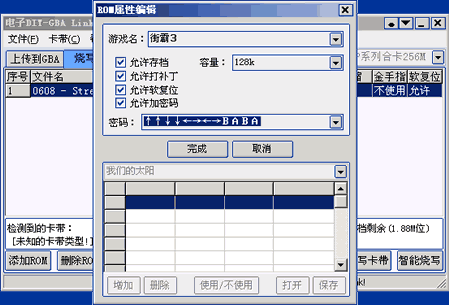 电子DIY-GBA Link
ROM属性编辑
文件(F) 卡带(C)
上传到GBA 烧写
P系列合卡256M
序号 文件名
金手指 软复位
1 0608 - Stre
不使用 允许
游戏名: 街霸3
允许存档 容量: 128k
允许打补丁
允许软复位
允许加密码
密码: ↑↑↓↓←→←→BABA
完成 取消
我们的太阳
检测到的卡带:
[未知的卡带类型!]
档剩余(1.88M位)
添加ROM 删除RO
写卡带 智能烧写
增加 删除 使用/不使用 打开 保存
nk!